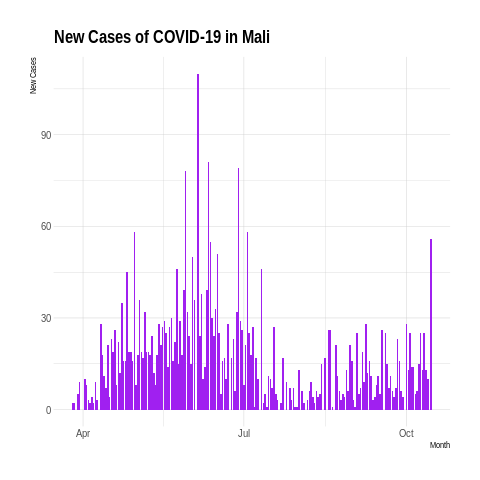 New Cases of COVID-19 in Mali
New Cases
90
60
30
0
Apr
Jul
Oct
Month